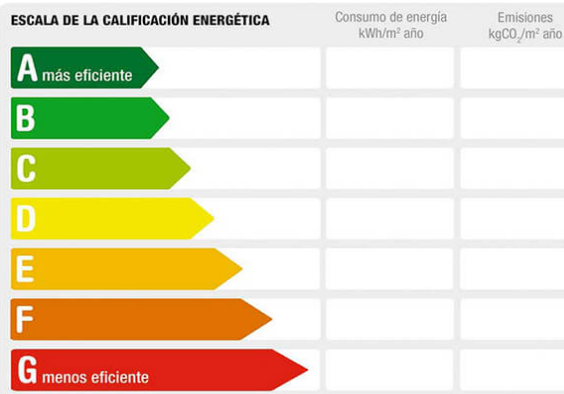 ESCALA DE LA CALIFICACIÓN ENERGÉTICA
Consumo de energía
kWh/m² año
Emisiones
kgCO₂/m² año
A más eficiente
B
C
D
E
F
G menos eficiente